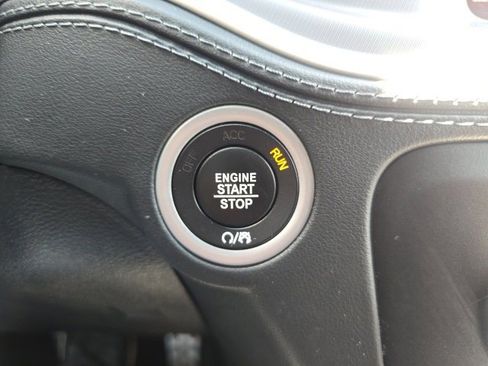 OFF
ACC
RUN
ENGINE
START
STOP